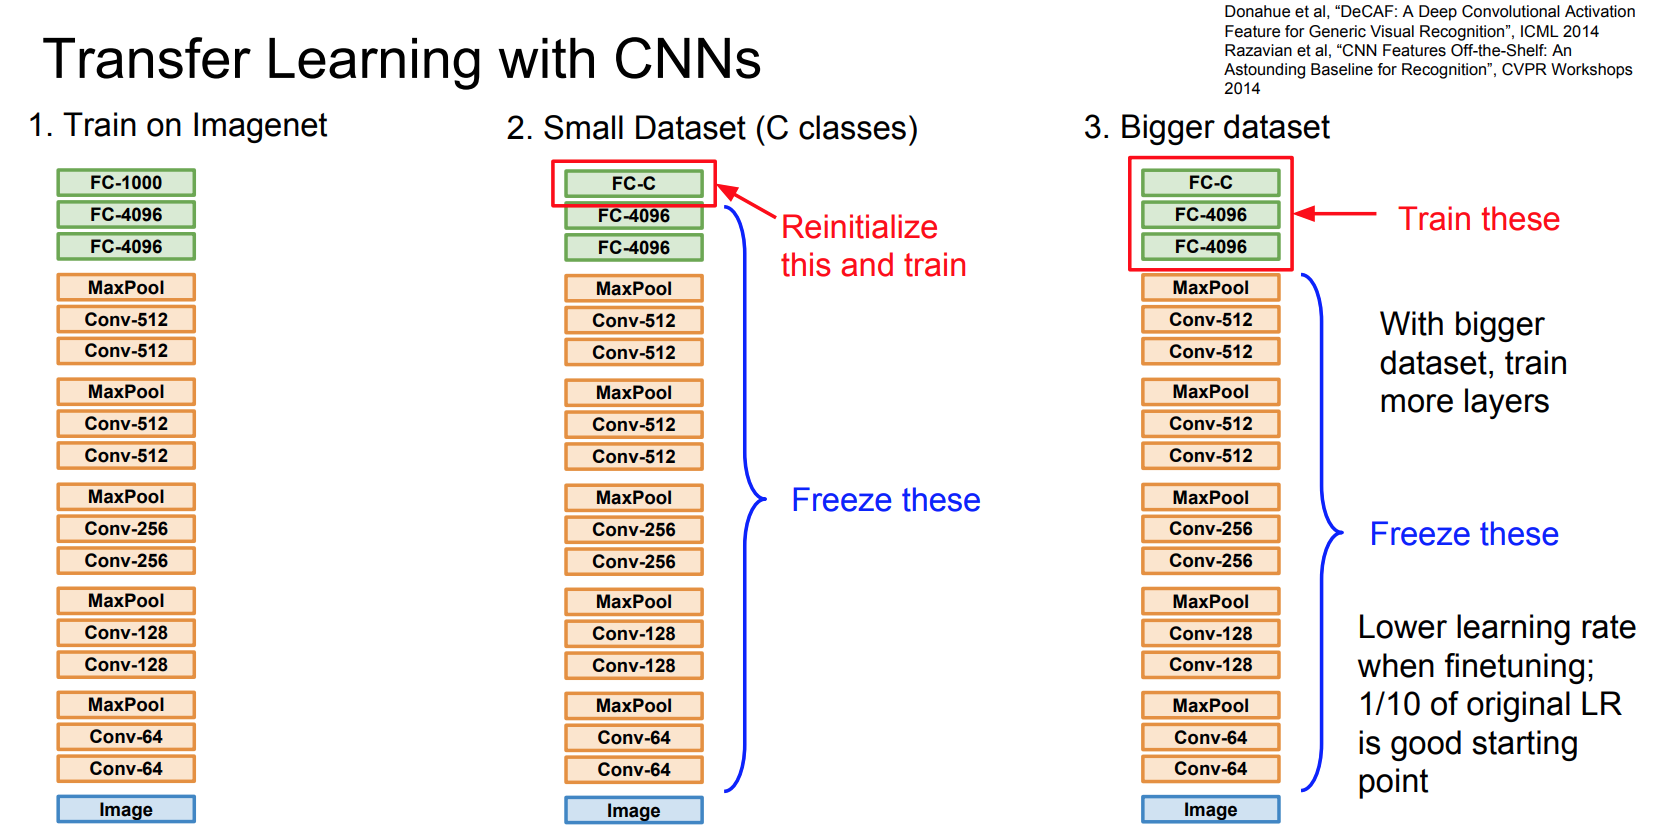 Donahue et al, “DeCAF: A Deep Convolutional Activation
Feature for Generic Visual Recognition”, ICML 2014
Razavian et al, “CNN Features Off-the-Shelf: An
Astounding Baseline for Recognition”, CVPR Workshops
2014
Transfer Learning with CNNs
1. Train on Imagenet
FC-1000
FC-4096
FC-4096
MaxPool
Conv-512
Conv-512
MaxPool
Conv-512
Conv-512
MaxPool
Conv-256
Conv-256
MaxPool
Conv-128
Conv-128
MaxPool
Conv-64
Conv-64
Image
2. Small Dataset (C classes)
FC-C
FC-4096
FC-4096
MaxPool
Conv-512
Conv-512
MaxPool
Conv-512
Conv-512
MaxPool
Conv-256
Conv-256
MaxPool
Conv-128
Conv-128
MaxPool
Conv-64
Conv-64
Image
Reinitialize
this and train
Freeze these
3. Bigger dataset
FC-C
FC-4096
FC-4096
MaxPool
Conv-512
Conv-512
MaxPool
Conv-512
Conv-512
MaxPool
Conv-256
Conv-256
MaxPool
Conv-128
Conv-128
MaxPool
Conv-64
Conv-64
Image
Train these
With bigger
dataset, train
more layers
Freeze these
Lower learning rate
when finetuning;
1/10 of original LR
is good starting
point